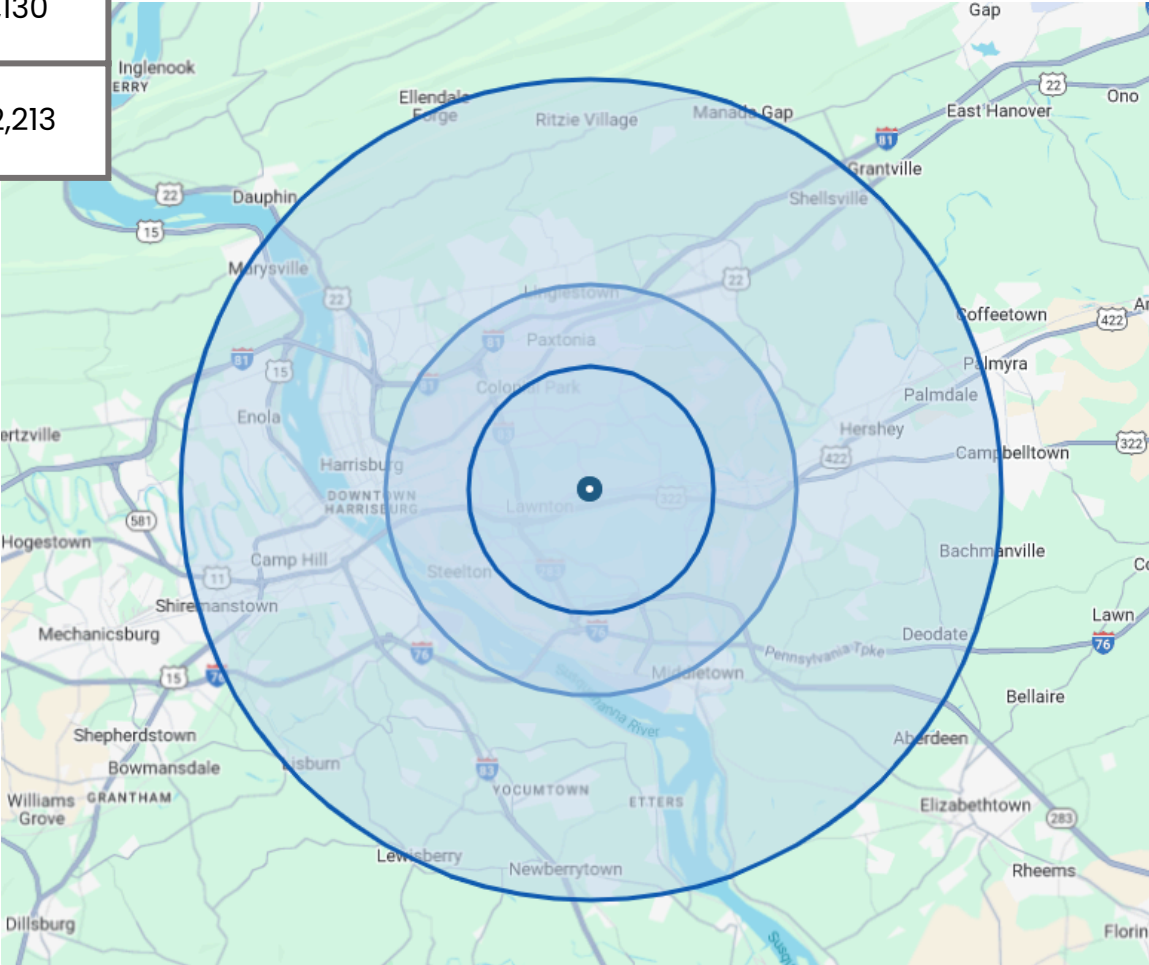 ,130
2,213
Gap
Inglenook
ERRY
Ellendale
Forge
Ritzie Village
Manada Gap
22
Ono
East Hanover
81
Grantville
Shellsville
22
Dauphin
15
Marysville
22
22
Linglestown
Coffeetown
422
81
Paxtonia
81
15
81
Colonial Park
Palmyra
Palmdale
Enola
83
Hershey
322
ertzville
422
Campbelltown
Harrisburg
DOWNTOWN
HARRISBURG
322
Lawnton
581
Hogestown
Camp Hill
Steelton
283
Bachmanville
11
Shiremanstown
Lawn
Mechanicsburg
76
Deodate
76
76
Pennsylvania Tpke
15
76
Middletown
Susquehanna River
Bellaire
Shepherdstown
Aberdeen
Bowmansdale
Lisburn
83
YOCUMTOWN
ETTERS
Williams
Grove
GRANTHAM
Elizabethtown
283
Lewisberry
Newberrytown
Rheems
Dillsburg
Florin